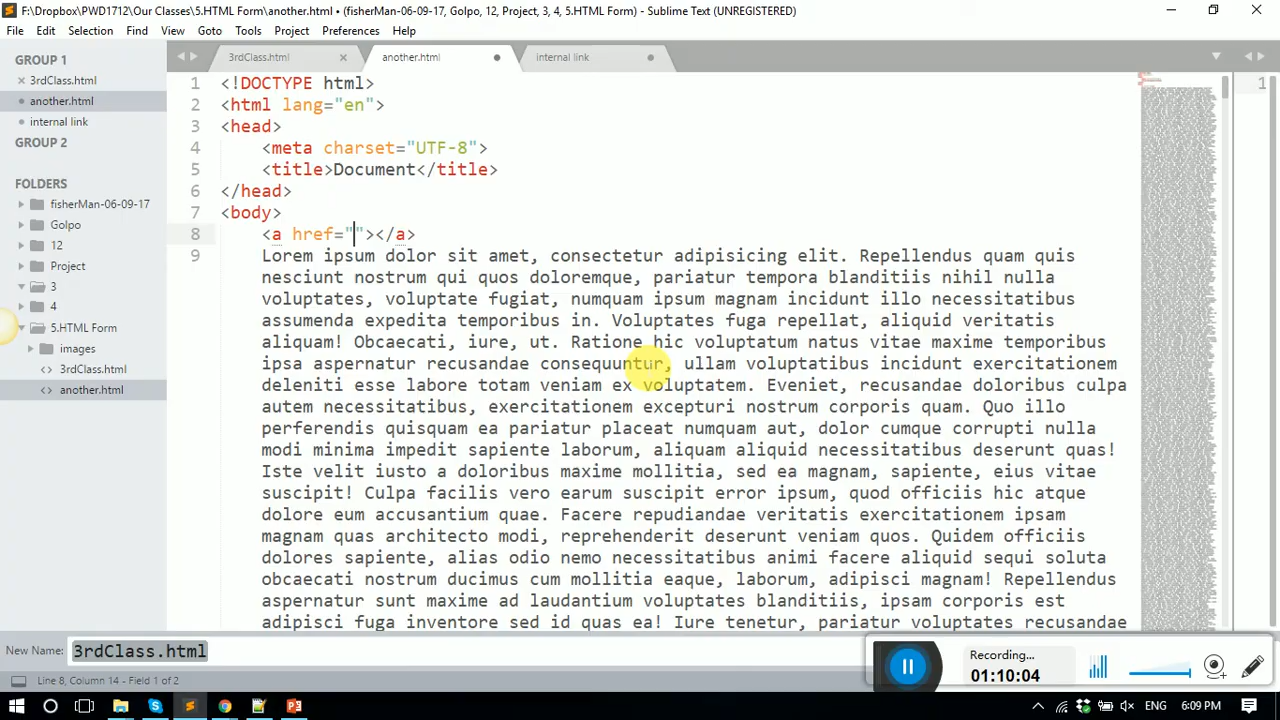 F:\Dropbox\PWD1712\Our Classes\5.HTML Form\another.html • (fisherMan-06-09-17, Golpo, 12, Project, 3, 4, 5.HTML Form) - Sublime Text (UNREGISTERED)
File Edit Selection Find View Goto Tools Project Preferences Help
GROUP 1
3rdClass.html
another.html
internal link
GROUP 2
FOLDERS
fisherMan-06-09-17
Golpo
12
Project
3
4
5.HTML Form
images
3rdClass.html
another.html
3rdClass.html another.html internal link
1 <!DOCTYPE html>
2 <html lang="en">
3 <head>
4 <meta charset="UTF-8">
5 <title>Document</title>
6 </head>
7 <body>
8 <a href=""></a>
9 Lorem ipsum dolor sit amet, consectetur adipisicing elit. Repellendus quam quis
nesciunt nostrum qui quos doloremque, pariatur tempora blanditiis nihil nulla
voluptates, voluptate fugiat, numquam ipsum magnam incidunt illo necessitatibus
assumenda expedita temporibus in. Voluptates fuga repellat, aliquid veritatis
aliquam! Obcaecati, iure, ut. Ratione hic voluptatum natus vitae maxime temporibus
ipsa aspernatur recusandae consequuntur, ullam voluptatibus incidunt exercitationem
deleniti esse labore totam veniam ex voluptatem. Eveniet, recusandae doloribus culpa
autem necessitatibus, exercitationem excepturi nostrum corporis quam. Quo illo
perferendis quisquam ea pariatur placeat numquam aut, dolor cumque corrupti nulla
modi minima impedit sapiente laborum, aliquam aliquid necessitatibus deserunt quas!
Iste velit iusto a doloribus maxime mollitia, sed ea magnam, sapiente, eius vitae
suscipit! Culpa facilis vero earum suscipit error ipsum, quod officiis hic atque
dolore eum accusantium quae. Facere repudiandae veritatis exercitationem ipsam
magnam quas architecto modi, reprehenderit deserunt veniam quos. Quidem officiis
dolores sapiente, alias odio nemo necessitatibus animi facere aliquid sequi soluta
obcaecati nostrum ducimus cum mollitia eaque, laborum, adipisci magnam! Repellendus
aspernatur sunt maxime ad laudantium voluptates blanditiis, ipsam corporis est
adipisci fuga inventore sed id quas ea! Iure tenetur, pariatur voluptates recusandae
1
New Name: 3rdClass.html
Line 8, Column 14 - Field 1 of 2
Recording...
01:10:04
ENG 6:09 PM